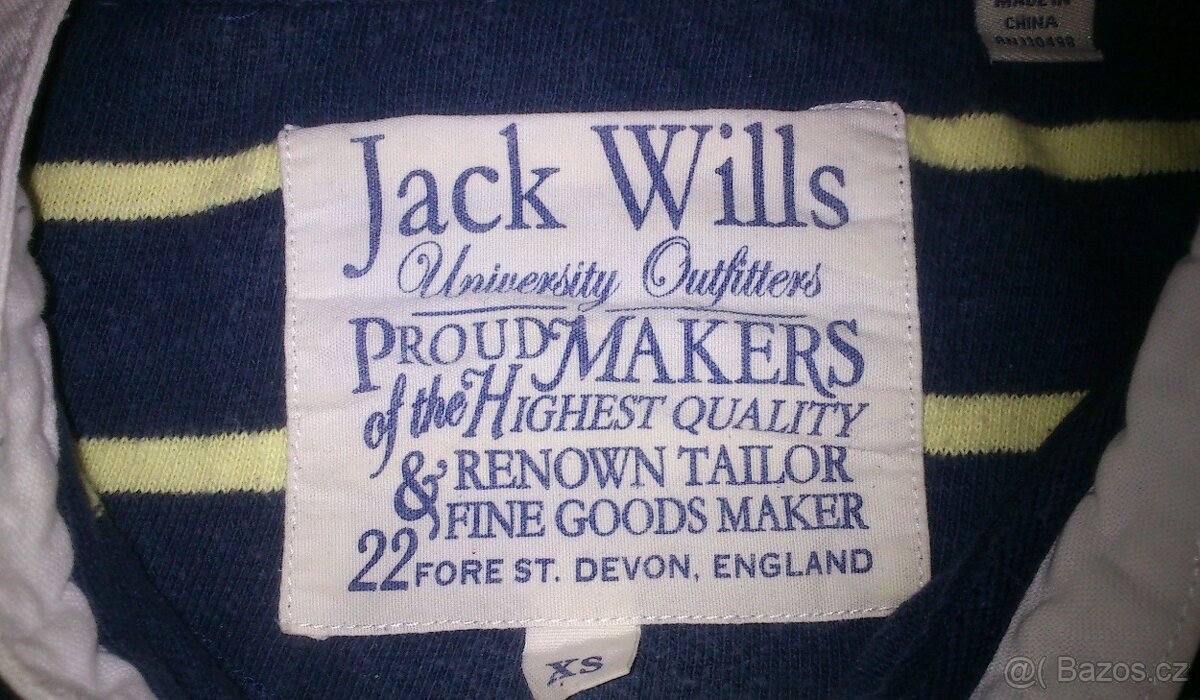 MADE IN
CHINA
RN110498
Jack Wills
University Outfitters
PROUD MAKERS
of the HIGHEST QUALITY
& RENOWN TAILOR
FINE GOODS MAKER
22 FORE ST. DEVON, ENGLAND
XS
@( Bazos.cz